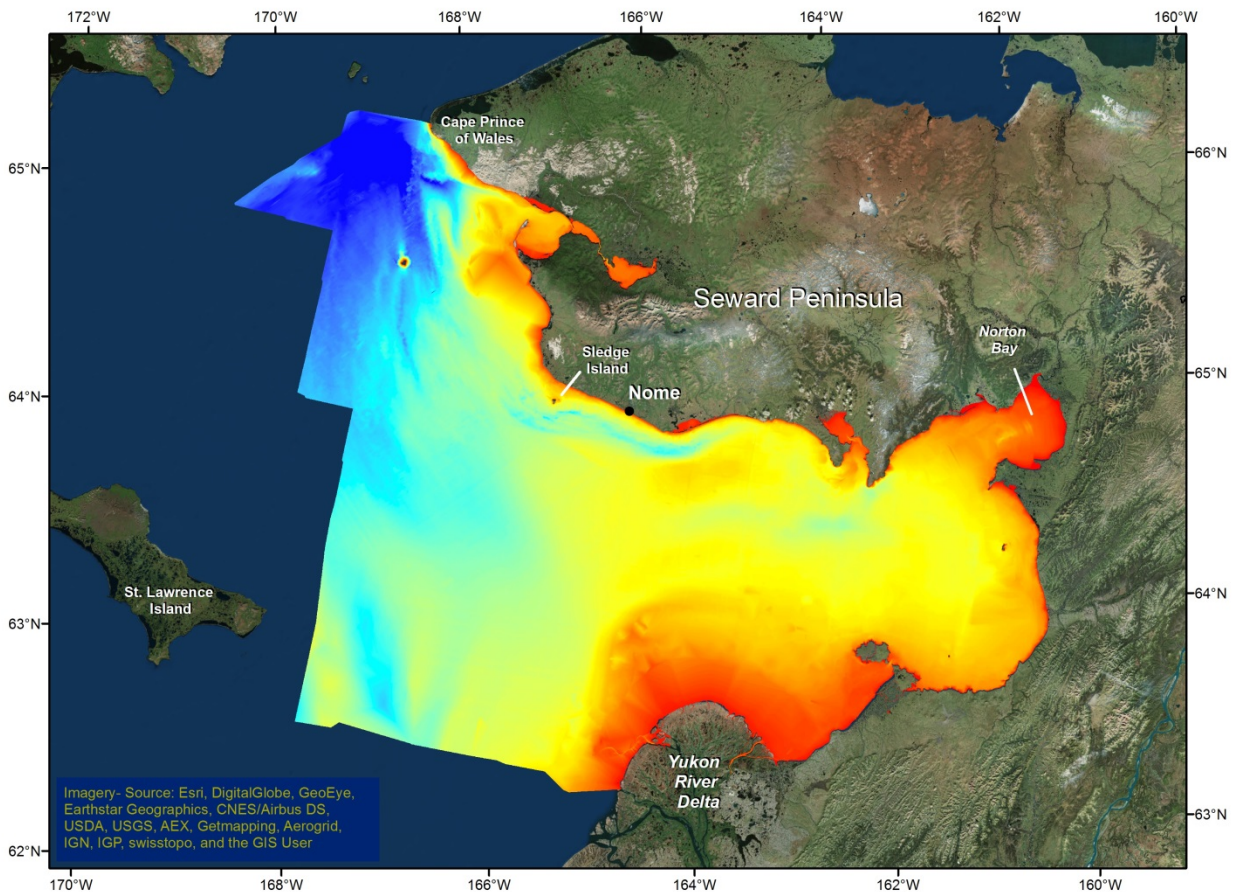 172°W 170°W 168°W 166°W 164°W 162°W 160°W
Cape Prince
of Wales
65°N
66°N
Seward Peninsula
Norton
Bay
Sledge
Island
Nome
65°N
64°N
St. Lawrence
Island
64°N
63°N
Yukon
River
Delta
Imagery- Source: Esri, DigitalGlobe, GeoEye,
Earthstar Geographics, CNES/Airbus DS,
USDA, USGS, AEX, Getmapping, Aerogrid,
IGN, IGP, swisstopo, and the GIS User
63°N
62°N
170°W 168°W 166°W 164°W 162°W 160°W